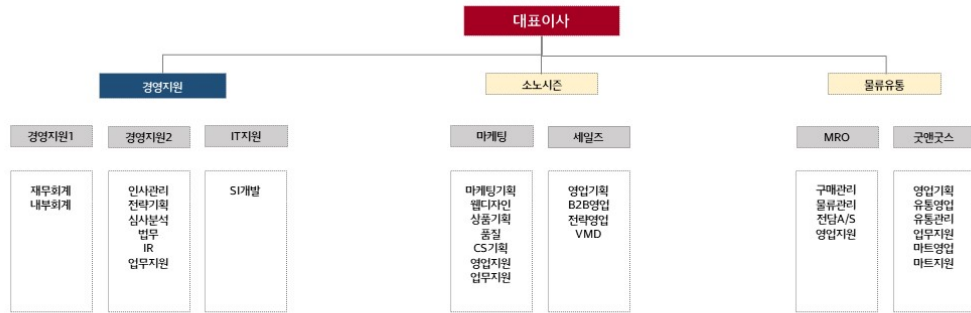 대표이사
경영지원
소노시즌
물류유통
경영지원1
경영지원2
IT지원
마케팅
세일즈
MRO
굿앤굿스
재무회계
내부회계
인사관리
전략기획
심사분석
법무
IR
업무지원
SI개발
마케팅기획
웹디자인
상품기획
품질
CS기획
영업지원
업무지원
영업기획
B2B영업
전략영업
VMD
구매관리
물류관리
전담A/S
영업지원
영업기획
유통영업
유통관리
업무지원
마트영업
마트지원